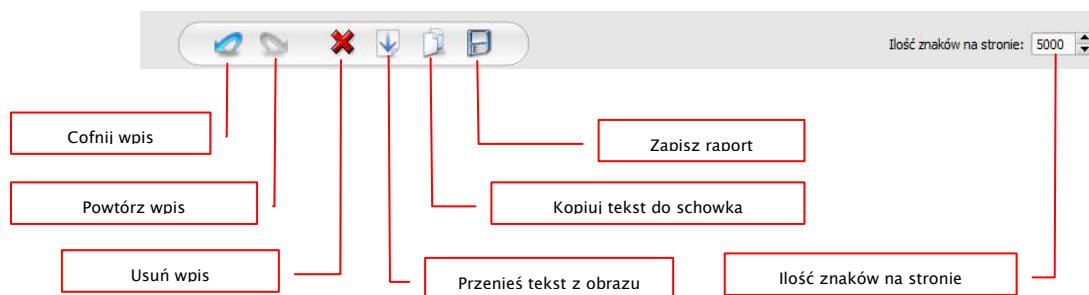 Ilość znaków na stronie: 5000
Cofnij wpis
Zapisz raport
Powtórz wpis
Kopiuj tekst do schowka
Usuń wpis
Przenieś tekst z obrazu
Ilość znaków na stronie